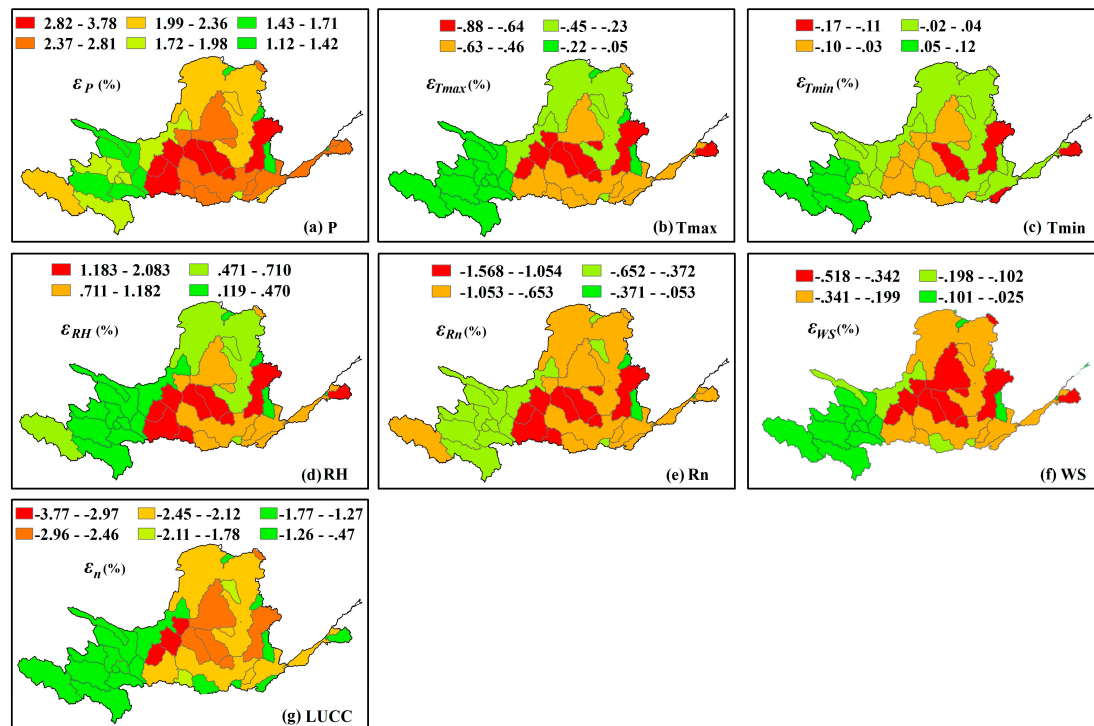 2.82 - 3.78 1.99 - 2.36 1.43 - 1.71
2.37 - 2.81 1.72 - 1.98 1.12 - 1.42
εP (%)
(a) P
-.88 - -.64 -.45 - -.23
-.63 - -.46 -.22 - -.05
εTmax (%)
(b) Tmax
-.17 - -.11 -.02 - .04
-.10 - -.03 .05 - .12
εTmin (%)
(c) Tmin
1.183 - 2.083 .471 - .710
.711 - 1.182 .119 - .470
εRH (%)
(d) RH
-1.568 - -1.054 -.652 - -.372
-1.053 - -.653 -.371 - -.053
εRn (%)
(e) Rn
-.518 - -.342 -.198 - -.102
-.341 - -.199 -.101 - -.025
εWS (%)
(f) WS
-3.77 - -2.97 -2.45 - -2.12 -1.77 - -1.27
-2.96 - -2.46 -2.11 - -1.78 -1.26 - -.47
εn (%)
(g) LUCC